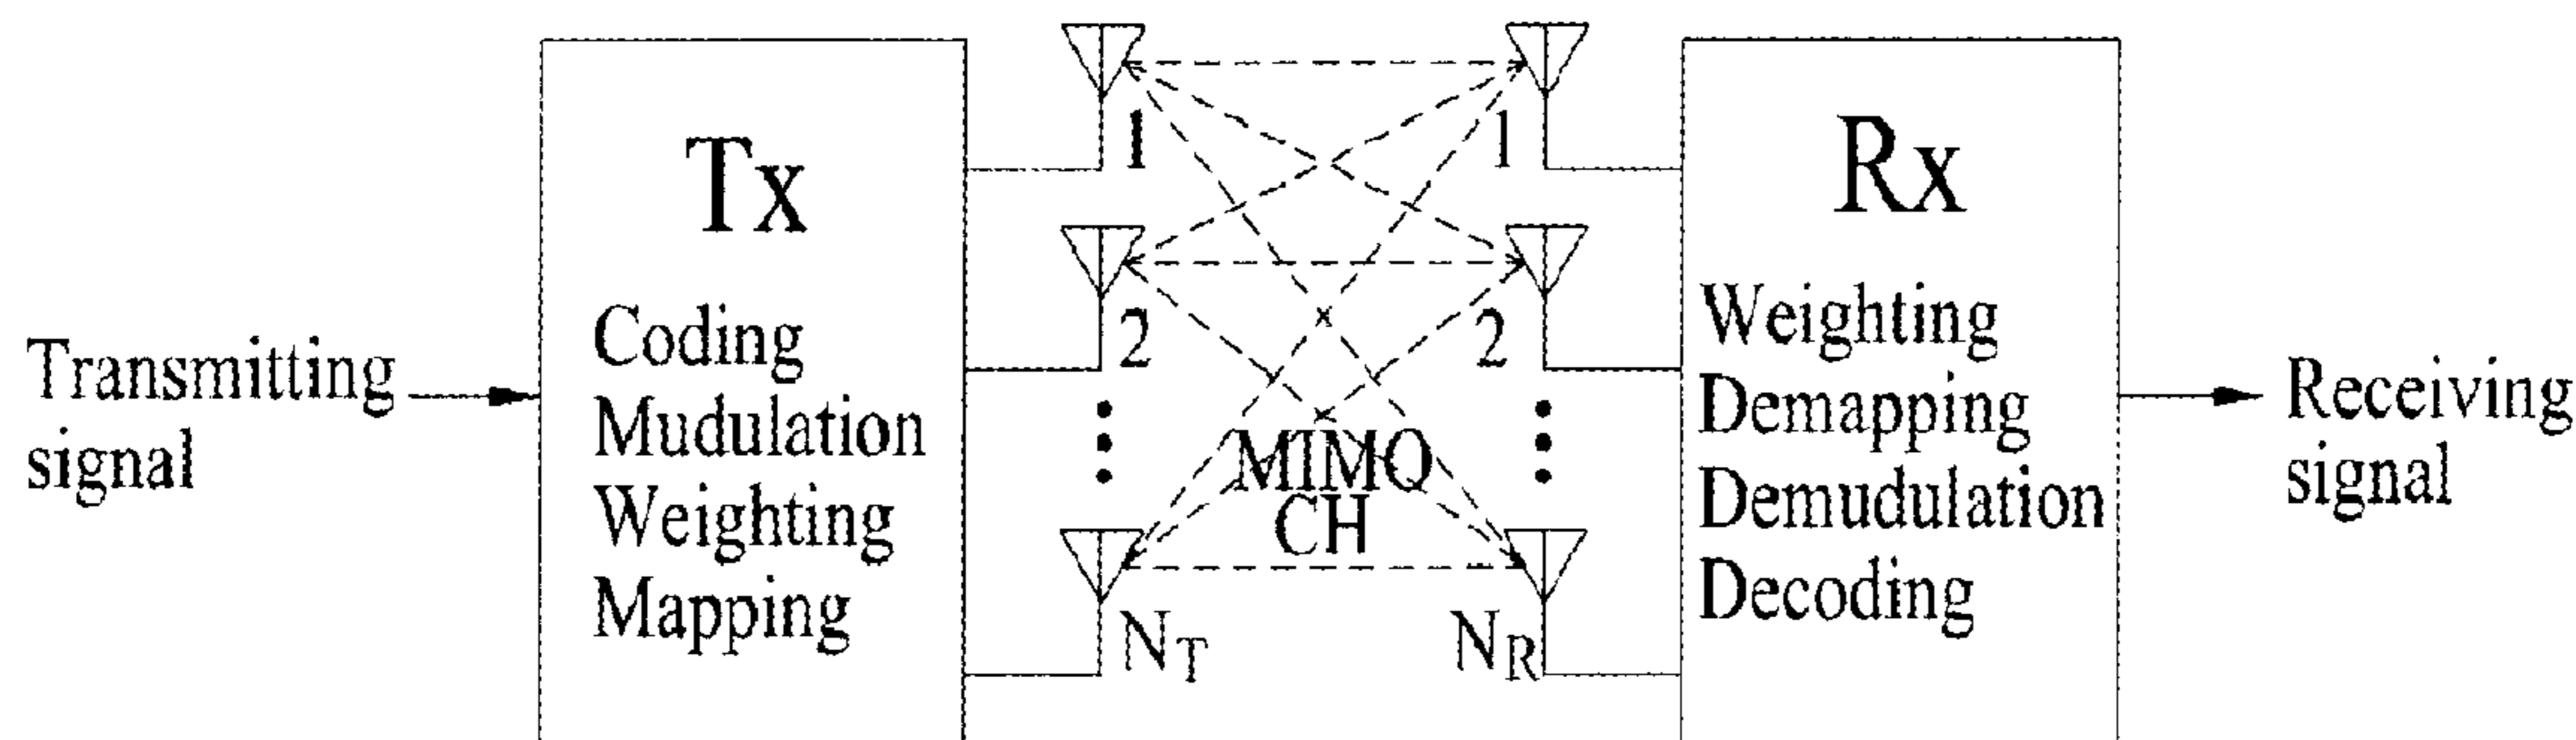 Transmitting
signal
Tx
Coding
Mudulation
Weighting
Mapping
1
2
N_T
MIMO
CH
1
2
N_R
Rx
Weighting
Demapping
Demudulation
Decoding
Receiving
signal